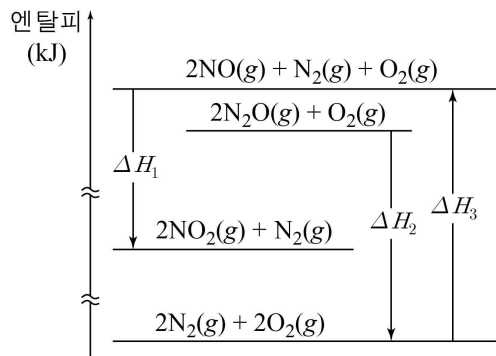 엔탈피
(kJ)
2NO(g) + N₂(g) + O₂(g)
2N₂O(g) + O₂(g)
ΔH₁
ΔH₂
ΔH₃
2NO₂(g) + N₂(g)
2N₂(g) + 2O₂(g)